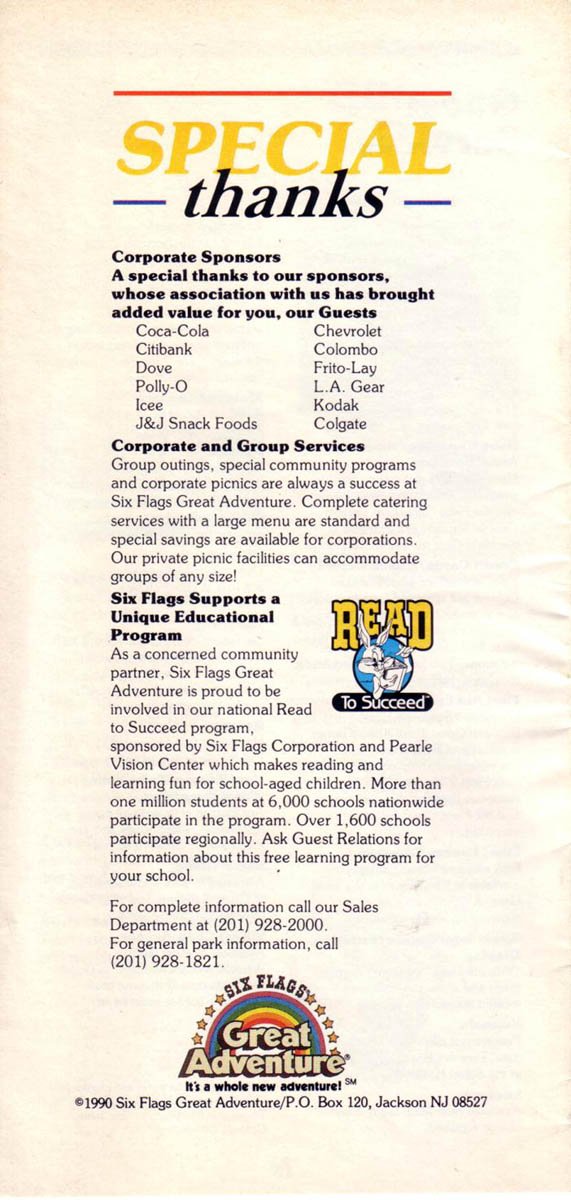 SPECIAL
thanks
Corporate Sponsors
A special thanks to our sponsors,
whose association with us has brought
added value for you, our Guests
Coca-Cola
Citibank
Dove
Polly-O
Icee
J&J Snack Foods
Chevrolet
Colombo
Frito-Lay
L.A. Gear
Kodak
Colgate
Corporate and Group Services
Group outings, special community programs
and corporate picnics are always a success at
Six Flags Great Adventure. Complete catering
services with a large menu are standard and
special savings are available for corporations.
Our private picnic facilities can accommodate
groups of any size!
Six Flags Supports a
Unique Educational
Program
As a concerned community
partner, Six Flags Great
Adventure is proud to be
involved in our national Read
to Succeed program,
sponsored by Six Flags Corporation and Pearle
Vision Center which makes reading and
learning fun for school-aged children. More than
one million students at 6,000 schools nationwide
participate in the program. Over 1,600 schools
participate regionally. Ask Guest Relations for
information about this free learning program for
your school.
READ
To Succeed
For complete information call our Sales
Department at (201) 928-2000.
For general park information, call
(201) 928-1821.
SIX FLAGS®
Great
Adventure®
It's a whole new adventure! SM
©1990 Six Flags Great Adventure/P.O. Box 120, Jackson NJ 08527